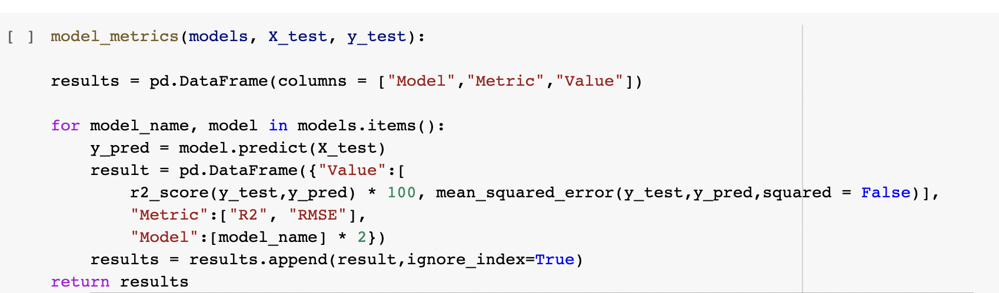 [ ] model_metrics(models, X_test, y_test):
results = pd.DataFrame(columns = ["Model","Metric","Value"])
for model_name, model in models.items():
y_pred = model.predict(X_test)
result = pd.DataFrame({"Value":[
r2_score(y_test,y_pred) * 100, mean_squared_error(y_test,y_pred,squared = False)],
"Metric":["R2", "RMSE"],
"Model":[model_name] * 2})
results = results.append(result,ignore_index=True)
return results